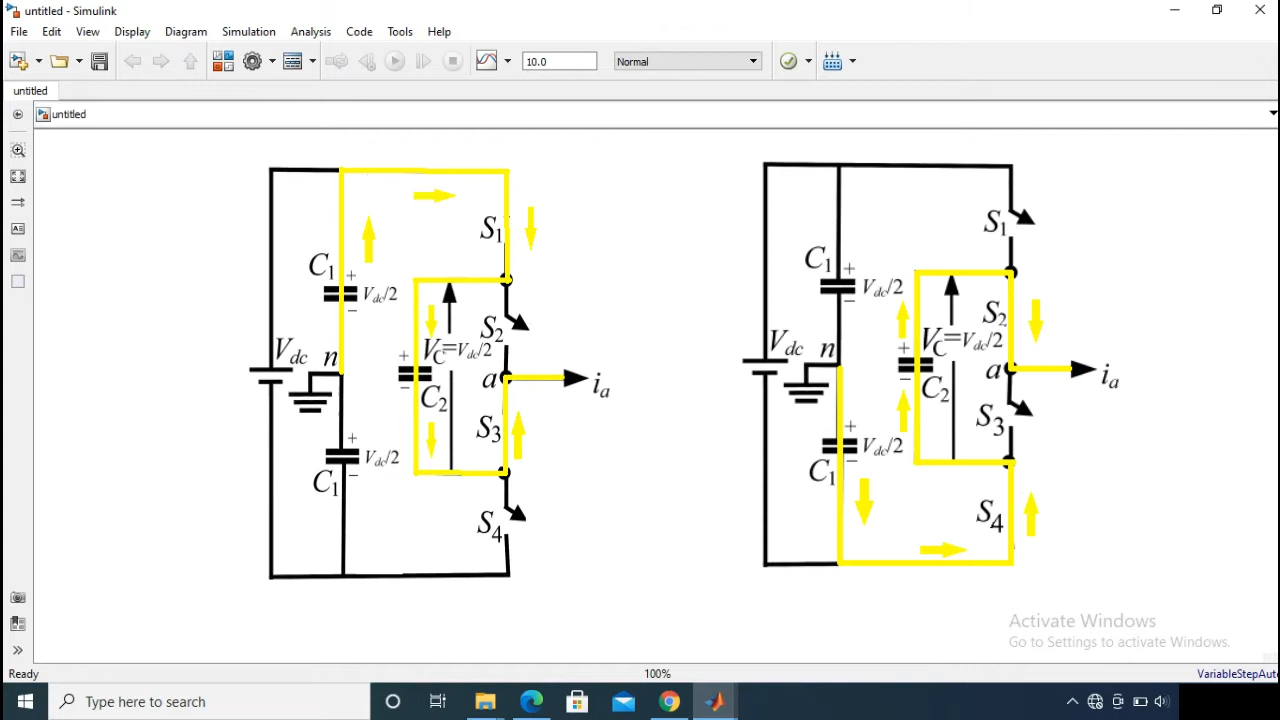 untitled - Simulink
File Edit View Display Diagram Simulation Analysis Code Tools Help
10.0
Normal
untitled
untitled
S1
C1
+
Vdc/2
−
S2
Vdc
n
+
VC=Vdc/2
−
a
ia
C2
S3
+
Vdc/2
−
C1
S4
S1
C1
+
Vdc/2
−
S2
Vdc
n
+
VC=Vdc/2
−
a
ia
C2
S3
+
Vdc/2
−
C1
S4
Activate Windows
Go to Settings to activate Windows.
Ready
100%
VariableStepAut
Type here to search